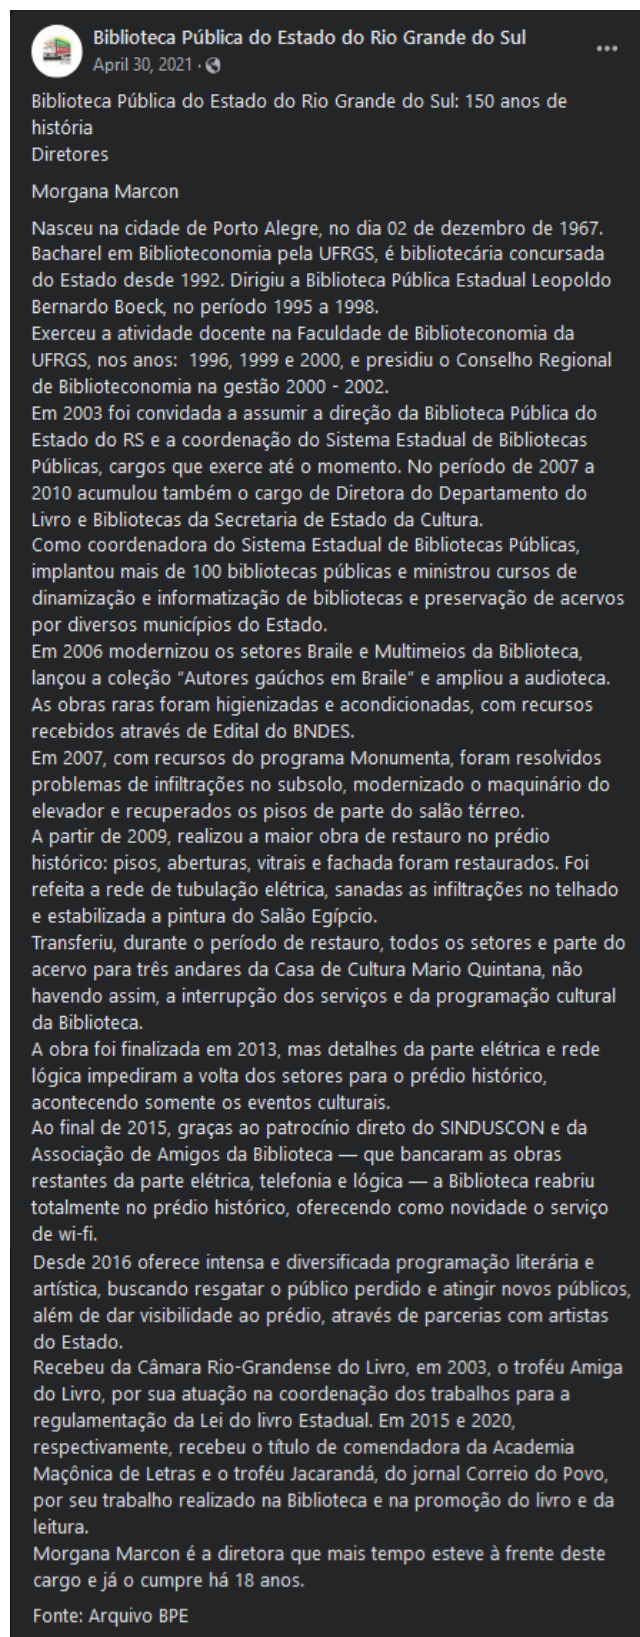 Biblioteca Pública do Estado do Rio Grande do Sul
April 30, 2021 ·
Biblioteca Pública do Estado do Rio Grande do Sul: 150 anos de
história
Diretores
Morgana Marcon
Nasceu na cidade de Porto Alegre, no dia 02 de dezembro de 1967.
Bacharel em Biblioteconomia pela UFRGS, é bibliotecária concursada
do Estado desde 1992. Dirigiu a Biblioteca Pública Estadual Leopoldo
Bernardo Boeck, no período 1995 a 1998.
Exerceu a atividade docente na Faculdade de Biblioteconomia da
UFRGS, nos anos:  1996, 1999 e 2000, e presidiu o Conselho Regional
de Biblioteconomia na gestão 2000 - 2002.
Em 2003 foi convidada a assumir a direção da Biblioteca Pública do
Estado do RS e a coordenação do Sistema Estadual de Bibliotecas
Públicas, cargos que exerce até o momento. No período de 2007 a
2010 acumulou também o cargo de Diretora do Departamento do
Livro e Bibliotecas da Secretaria de Estado da Cultura.
Como coordenadora do Sistema Estadual de Bibliotecas Públicas,
implantou mais de 100 bibliotecas públicas e ministrou cursos de
dinamização e informatização de bibliotecas e preservação de acervos
por diversos municípios do Estado.
Em 2006 modernizou os setores Braile e Multimeios da Biblioteca,
lançou a coleção “Autores gaúchos em Braile” e ampliou a audioteca.
As obras raras foram higienizadas e acondicionadas, com recursos
recebidos através de Edital do BNDES.
Em 2007, com recursos do programa Monumenta, foram resolvidos
problemas de infiltrações no subsolo, modernizado o maquinário do
elevador e recuperados os pisos de parte do salão térreo.
A partir de 2009, realizou a maior obra de restauro no prédio
histórico: pisos, aberturas, vitrais e fachada foram restaurados. Foi
refeita a rede de tubulação elétrica, sanadas as infiltrações no telhado
e estabilizada a pintura do Salão Egípcio.
Transferiu, durante o período de restauro, todos os setores e parte do
acervo para três andares da Casa de Cultura Mario Quintana, não
havendo assim, a interrupção dos serviços e da programação cultural
da Biblioteca.
A obra foi finalizada em 2013, mas detalhes da parte elétrica e rede
lógica impediram a volta dos setores para o prédio histórico,
acontecendo somente os eventos culturais.
Ao final de 2015, graças ao patrocínio direto do SINDUSCON e da
Associação de Amigos da Biblioteca — que bancaram as obras
restantes da parte elétrica, telefonia e lógica — a Biblioteca reabriu
totalmente no prédio histórico, oferecendo como novidade o serviço
de wi-fi.
Desde 2016 oferece intensa e diversificada programação literária e
artística, buscando resgatar o público perdido e atingir novos públicos,
além de dar visibilidade ao prédio, através de parcerias com artistas
do Estado.
Recebeu da Câmara Rio-Grandense do Livro, em 2003, o troféu Amiga
do Livro, por sua atuação na coordenação dos trabalhos para a
regulamentação da Lei do livro Estadual. Em 2015 e 2020,
respectivamente, recebeu o título de comendadora da Academia
Maçônica de Letras e o troféu Jacarandá, do jornal Correio do Povo,
por seu trabalho realizado na Biblioteca e na promoção do livro e da
leitura.
Morgana Marcon é a diretora que mais tempo esteve à frente deste
cargo e já o cumpre há 18 anos.
Fonte: Arquivo BPE